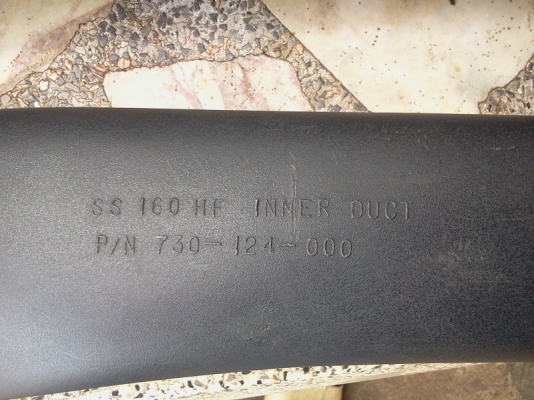 SS 160 HF INNER DUCT
P/N 730-124-000